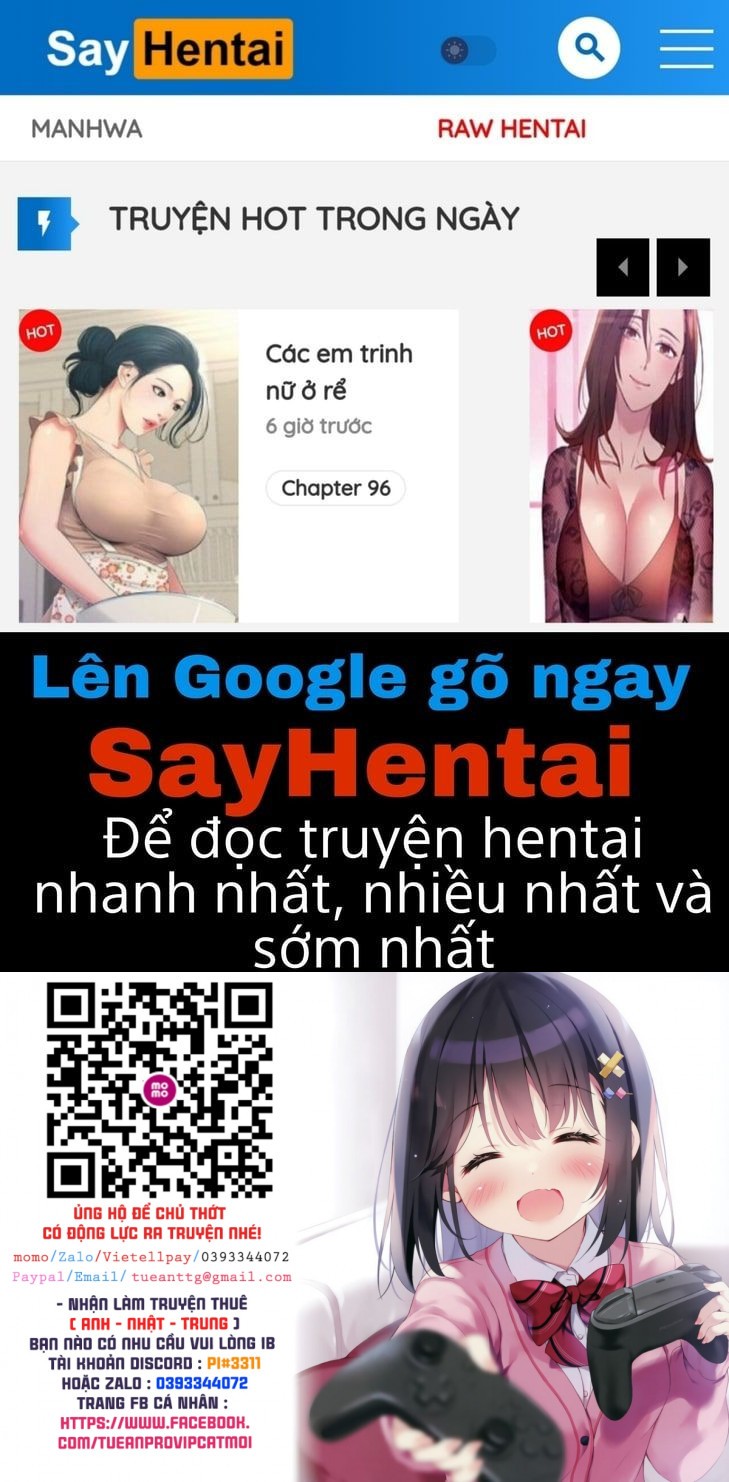 Say Hentai
MANHWA
RAW HENTAI
TRUYỆN HOT TRONG NGÀY
HOT
Các em trinh
nữ ở rể
6 giờ trước
Chapter 96
HOT
Lên Google gõ ngay
SayHentai
Để đọc truyện hentai
nhanh nhất, nhiều nhất và
sớm nhất
mo
mo
ỦNG HỘ ĐỂ CHỦ THỚT
CÓ ĐỘNG LỰC RA TRUYỆN NHÉ!
momo/Zalo/Vietellpay/0393344072
Paypal/Email/ tueanttg@gmail.com
- NHẬN LÀM TRUYỆN THUÊ
[ ANH - NHẬT - TRUNG ]
BẠN NÀO CÓ NHU CẦU VUI LÒNG IB
TÀI KHOẢN DISCORD : PI#3311
HOẶC ZALO : 0393344072
TRANG FB CÁ NHÂN :
HTTPS://WWW.FACEBOOK.
COM/TUEANPROVIPCATMOI